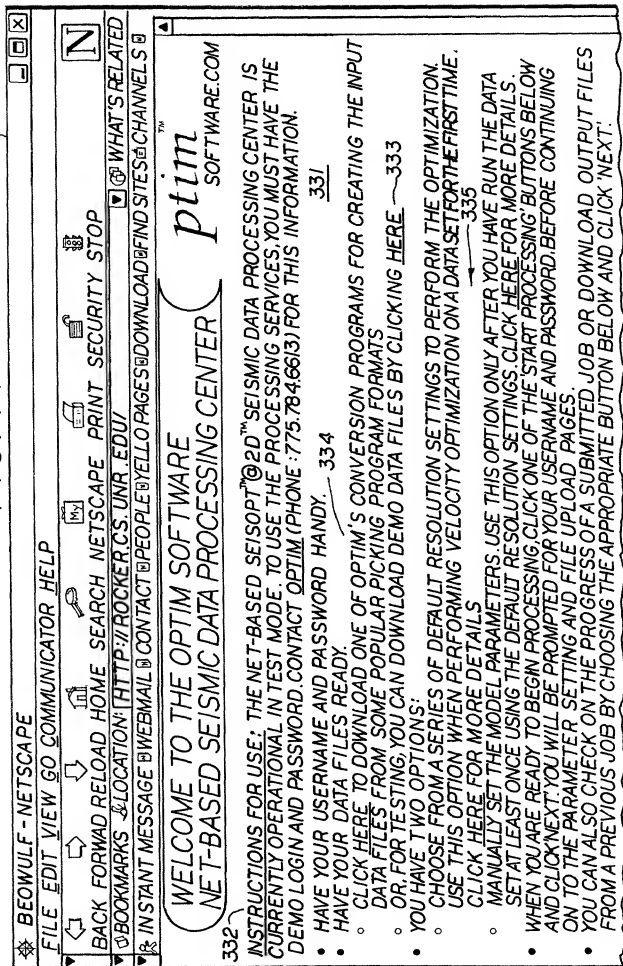 BEOWULF - NETSCAPE
FILE EDIT VIEW GO COMMUNICATOR HELP
BACK FORWAD RELOAD HOME SEARCH NETSCAPE PRINT SECURITY STOP
My
N
BOOKMARKS & LOCATION: HTTP://ROCKER.CS.UNR.EDU/ WHAT'S RELATED
INSTANT MESSAGE WEBMAIL CONTACT PEOPLE YELLO PAGES DOWNLOAD FIND SITES CHANNELS
WELCOME TO THE OPTIM SOFTWARE
NET-BASED SEISMIC DATA PROCESSING CENTER
ptim™
SOFTWARE.COM
332
INSTRUCTIONS FOR USE: THE NET-BASED SEISOPT™@2D™ SEISMIC DATA PROCESSING CENTER IS
CURRENTLY OPERATIONAL IN TEST MODE. TO USE THE PROCESSING SERVICES, YOU MUST HAVE THE
DEMO LOGIN AND PASSWORD. CONTACT OPTIM (PHONE: 775.784.6613) FOR THIS INFORMATION.
• HAVE YOUR USERNAME AND PASSWORD HANDY. 331
• HAVE YOUR DATA FILES READY. 334
○ CLICK HERE TO DOWNLOAD ONE OF OPTIM'S CONVERSION PROGRAMS FOR CREATING THE INPUT
DATA FILES FROM SOME POPULAR PICKING PROGRAM FORMATS
○ OR, FOR TESTING, YOU CAN DOWNLOAD DEMO DATA FILES BY CLICKING HERE. 333
• YOU HAVE TWO OPTIONS:
○ CHOOSE FROM A SERIES OF DEFAULT RESOLUTION SETTINGS TO PERFORM THE OPTIMIZATION.
USE THIS OPTION WHEN PERFORMING VELOCITY OPTIMIZATION ON A DATASET FOR THE FIRST TIME.
CLICK HERE FOR MORE DETAILS 335
○ MANUALLY SET THE MODEL PARAMETERS. USE THIS OPTION ONLY AFTER YOU HAVE RUN THE DATA
SET AT LEAST ONCE USING THE DEFAULT RESOLUTION SETTINGS. CLICK HERE FOR MORE DETAILS.
• WHEN YOU ARE READY TO BEGIN PROCESSING, CLICK ONE OF THE 'START PROCESSING' BUTTONS BELOW
AND CLICK 'NEXT'. YOU WILL BE PROMPTED FOR YOUR USERNAME AND PASSWORD. BEFORE CONTINUING
ON TO THE PARAMETER SETTING AND FILE UPLOAD PAGES.
• YOU CAN ALSO CHECK ON THE PROGRESS OF A SUBMITTED JOB OR DOWNLOAD OUTPUT FILES
FROM A PREVIOUS JOB BY CHOOSING THE APPROPRIATE BUTTON BELOW AND CLICK 'NEXT'.